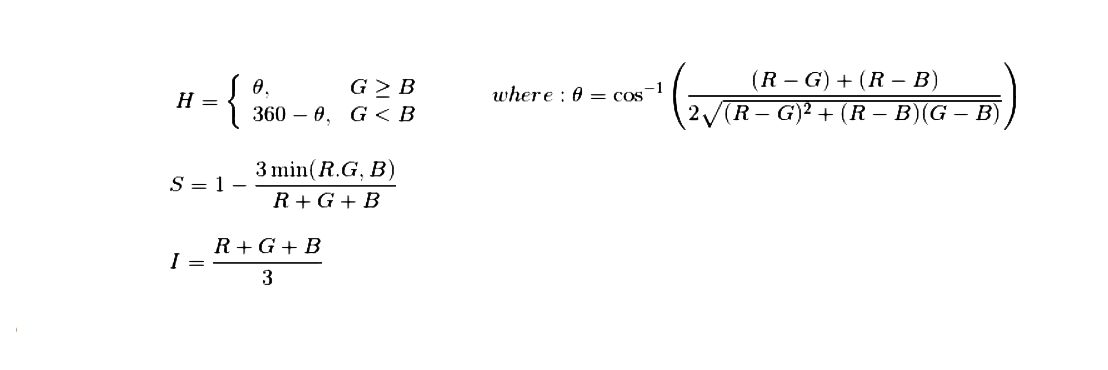 H = { θ, G ≥ B
360 − θ, G < B
where : θ = cos⁻¹ ( (R − G) + (R − B) / 2√((R − G)² + (R − B)(G − B)) )
S = 1 − 3 min(R.G, B) / R + G + B
I = R + G + B / 3